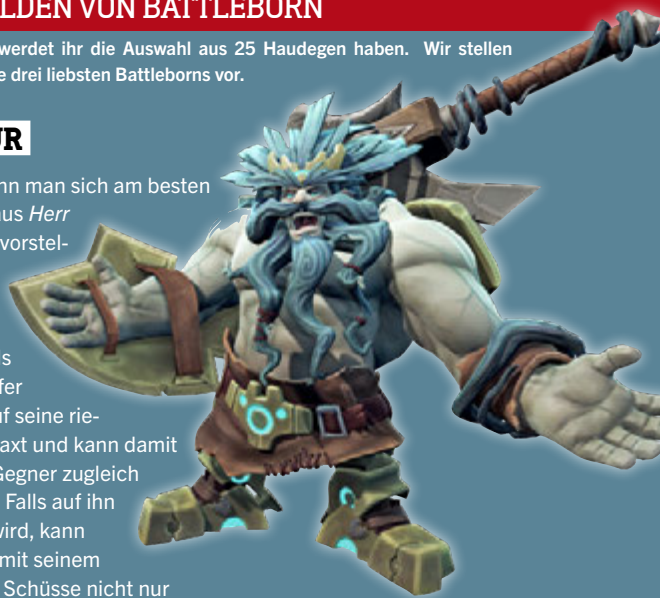 LDEN VON BATTLEBORN
werdet ihr die Auswahl aus 25 Haudegen haben. Wir stellen
e drei liebsten Battleborns vor.
UR
nn man sich am besten
aus Herr
vorstel-
ls
fer
uf seine rie-
axt und kann damit
Gegner zugleich
Falls auf ihn
wird, kann
mit seinem
Schüsse nicht nur